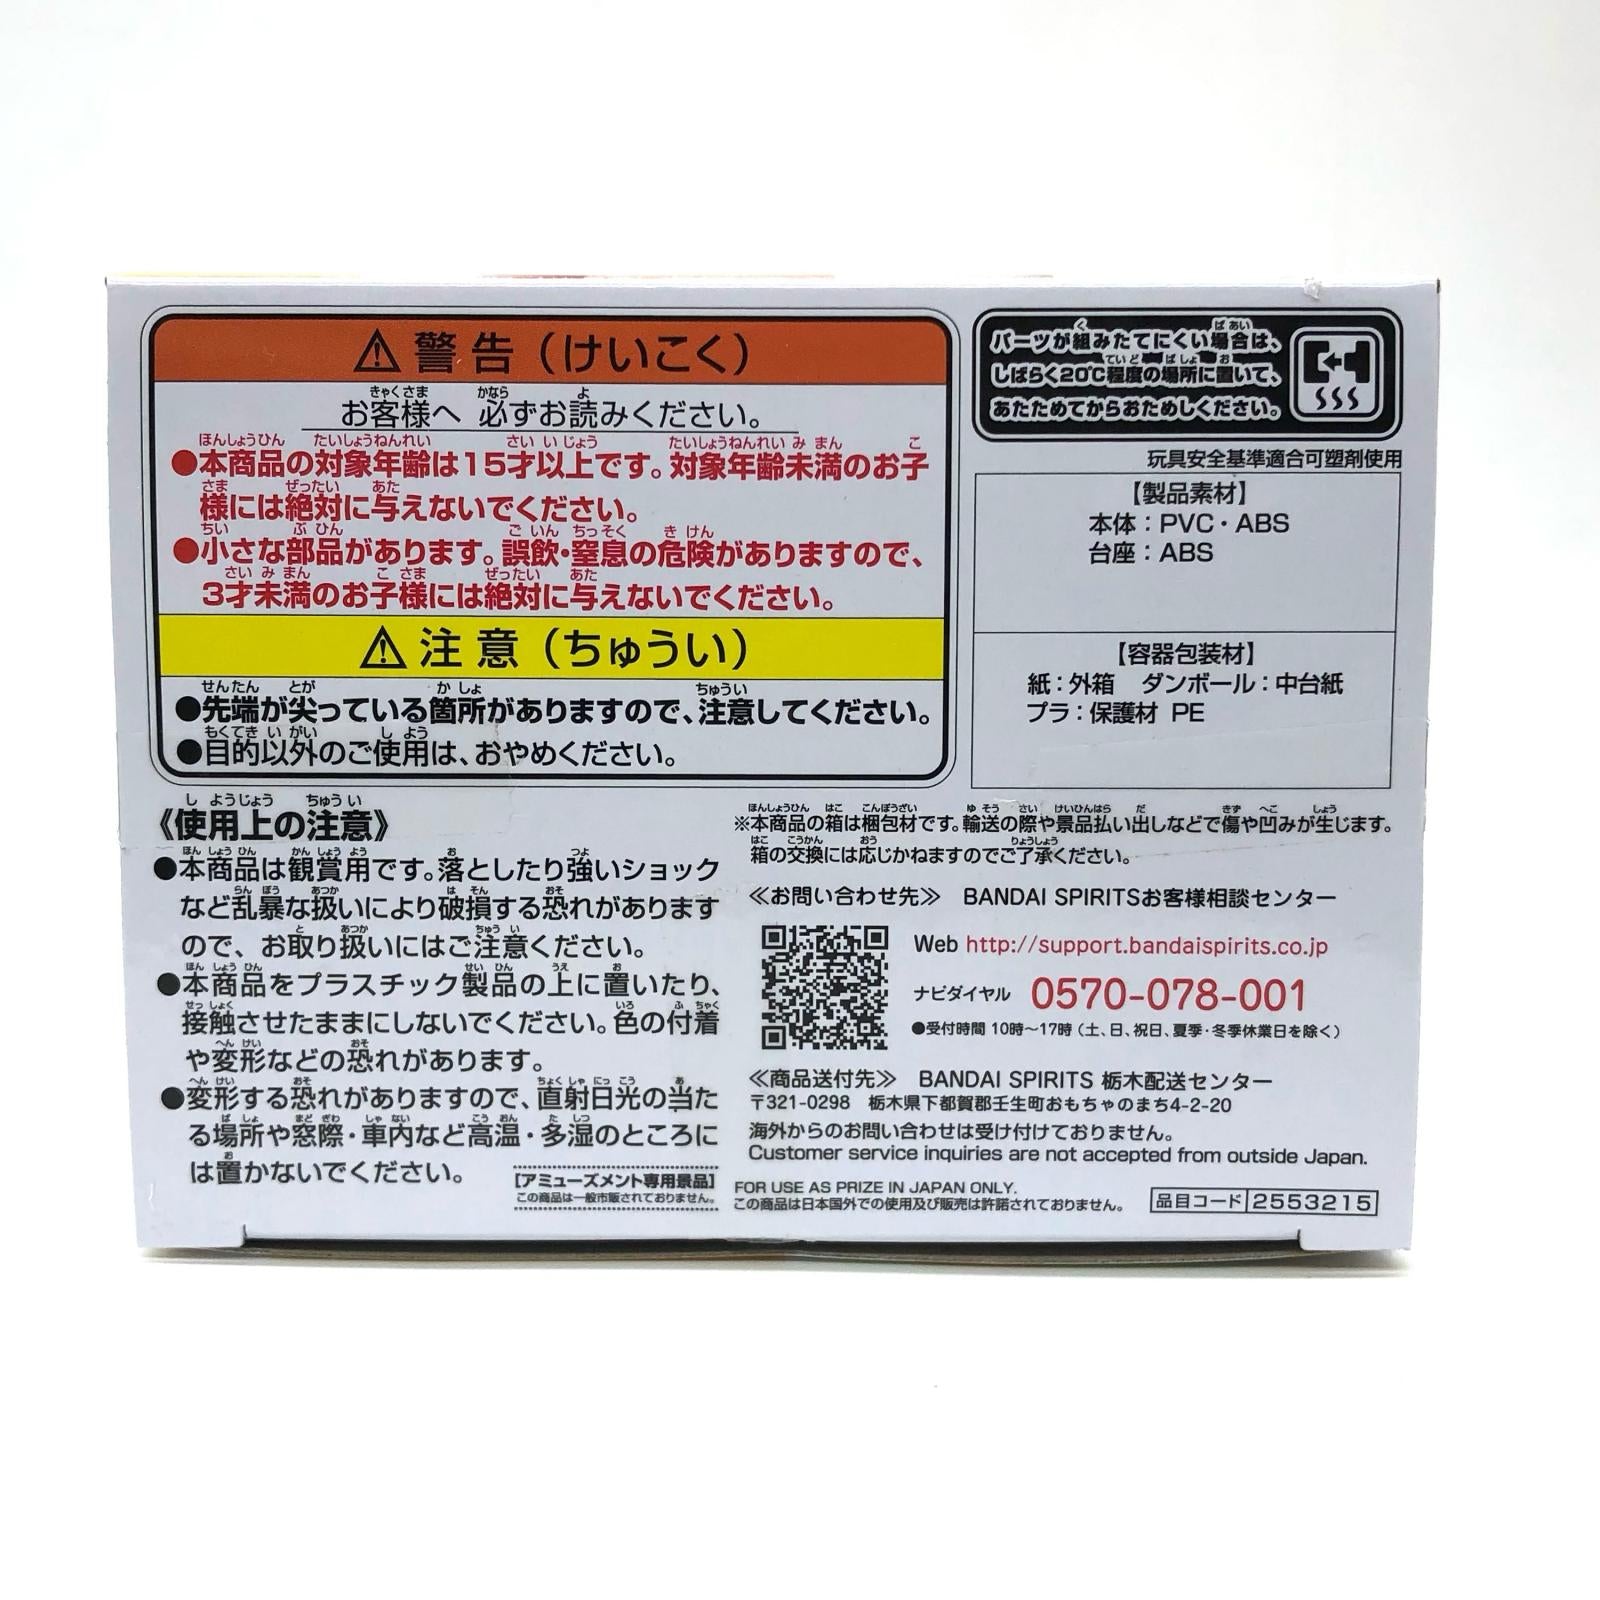 ⚠警告（けいこく）
お客様へ 必ずお読みください。
●本商品の対象年齢は15才以上です。対象年齢未満のお子
様には絶対に与えないでください。
●小さな部品があります。誤飲・窒息の危険がありますので、
3才未満のお子様には絶対に与えないでください。
⚠注意（ちゅうい）
●先端が尖っている箇所がありますので、注意してください。
●目的以外のご使用は、おやめください。
パーツが組みたてにくい場合は、
しばらく20℃程度の場所に置いて、
あたためてからおためしください。
玩具安全基準適合可塑剤使用
【製品素材】
本体：PVC・ABS
台座：ABS
【容器包装材】
紙：外箱 ダンボール：中台紙
プラ：保護材 PE
《使用上の注意》
●本商品は観賞用です。落としたり強いショック
など乱暴な扱いにより破損する恐れがあります
ので、お取り扱いにはご注意ください。
●本商品をプラスチック製品の上に置いたり、
接触させたままにしないでください。色の付着
や変形などの恐れがあります。
●変形する恐れがありますので、直射日光の当た
る場所や窓際・車内など高温・多湿のところに
は置かないでください。
[アミューズメント専用景品]
この商品は一般市販されておりません。
※本商品の箱は梱包材です。輸送の際や景品払い出しなどで傷や凹みが生じます。
箱の交換には応じかねますのでご了承ください。
≪お問い合わせ先≫ BANDAI SPIRITSお客様相談センター
Web http://support.bandaispirits.co.jp
ナビダイヤル 0570-078-001
●受付時間 10時～17時（土、日、祝日、夏季・冬季休業日を除く）
≪商品送付先≫ BANDAI SPIRITS 栃木配送センター
〒321-0298 栃木県下都賀郡壬生町おもちゃのまち4-2-20
海外からのお問い合わせは受け付けておりません。
Customer service inquiries are not accepted from outside Japan.
FOR USE AS PRIZE IN JAPAN ONLY.
この商品は日本国外での使用及び販売は許諾されておりません。
品目コード 2553215